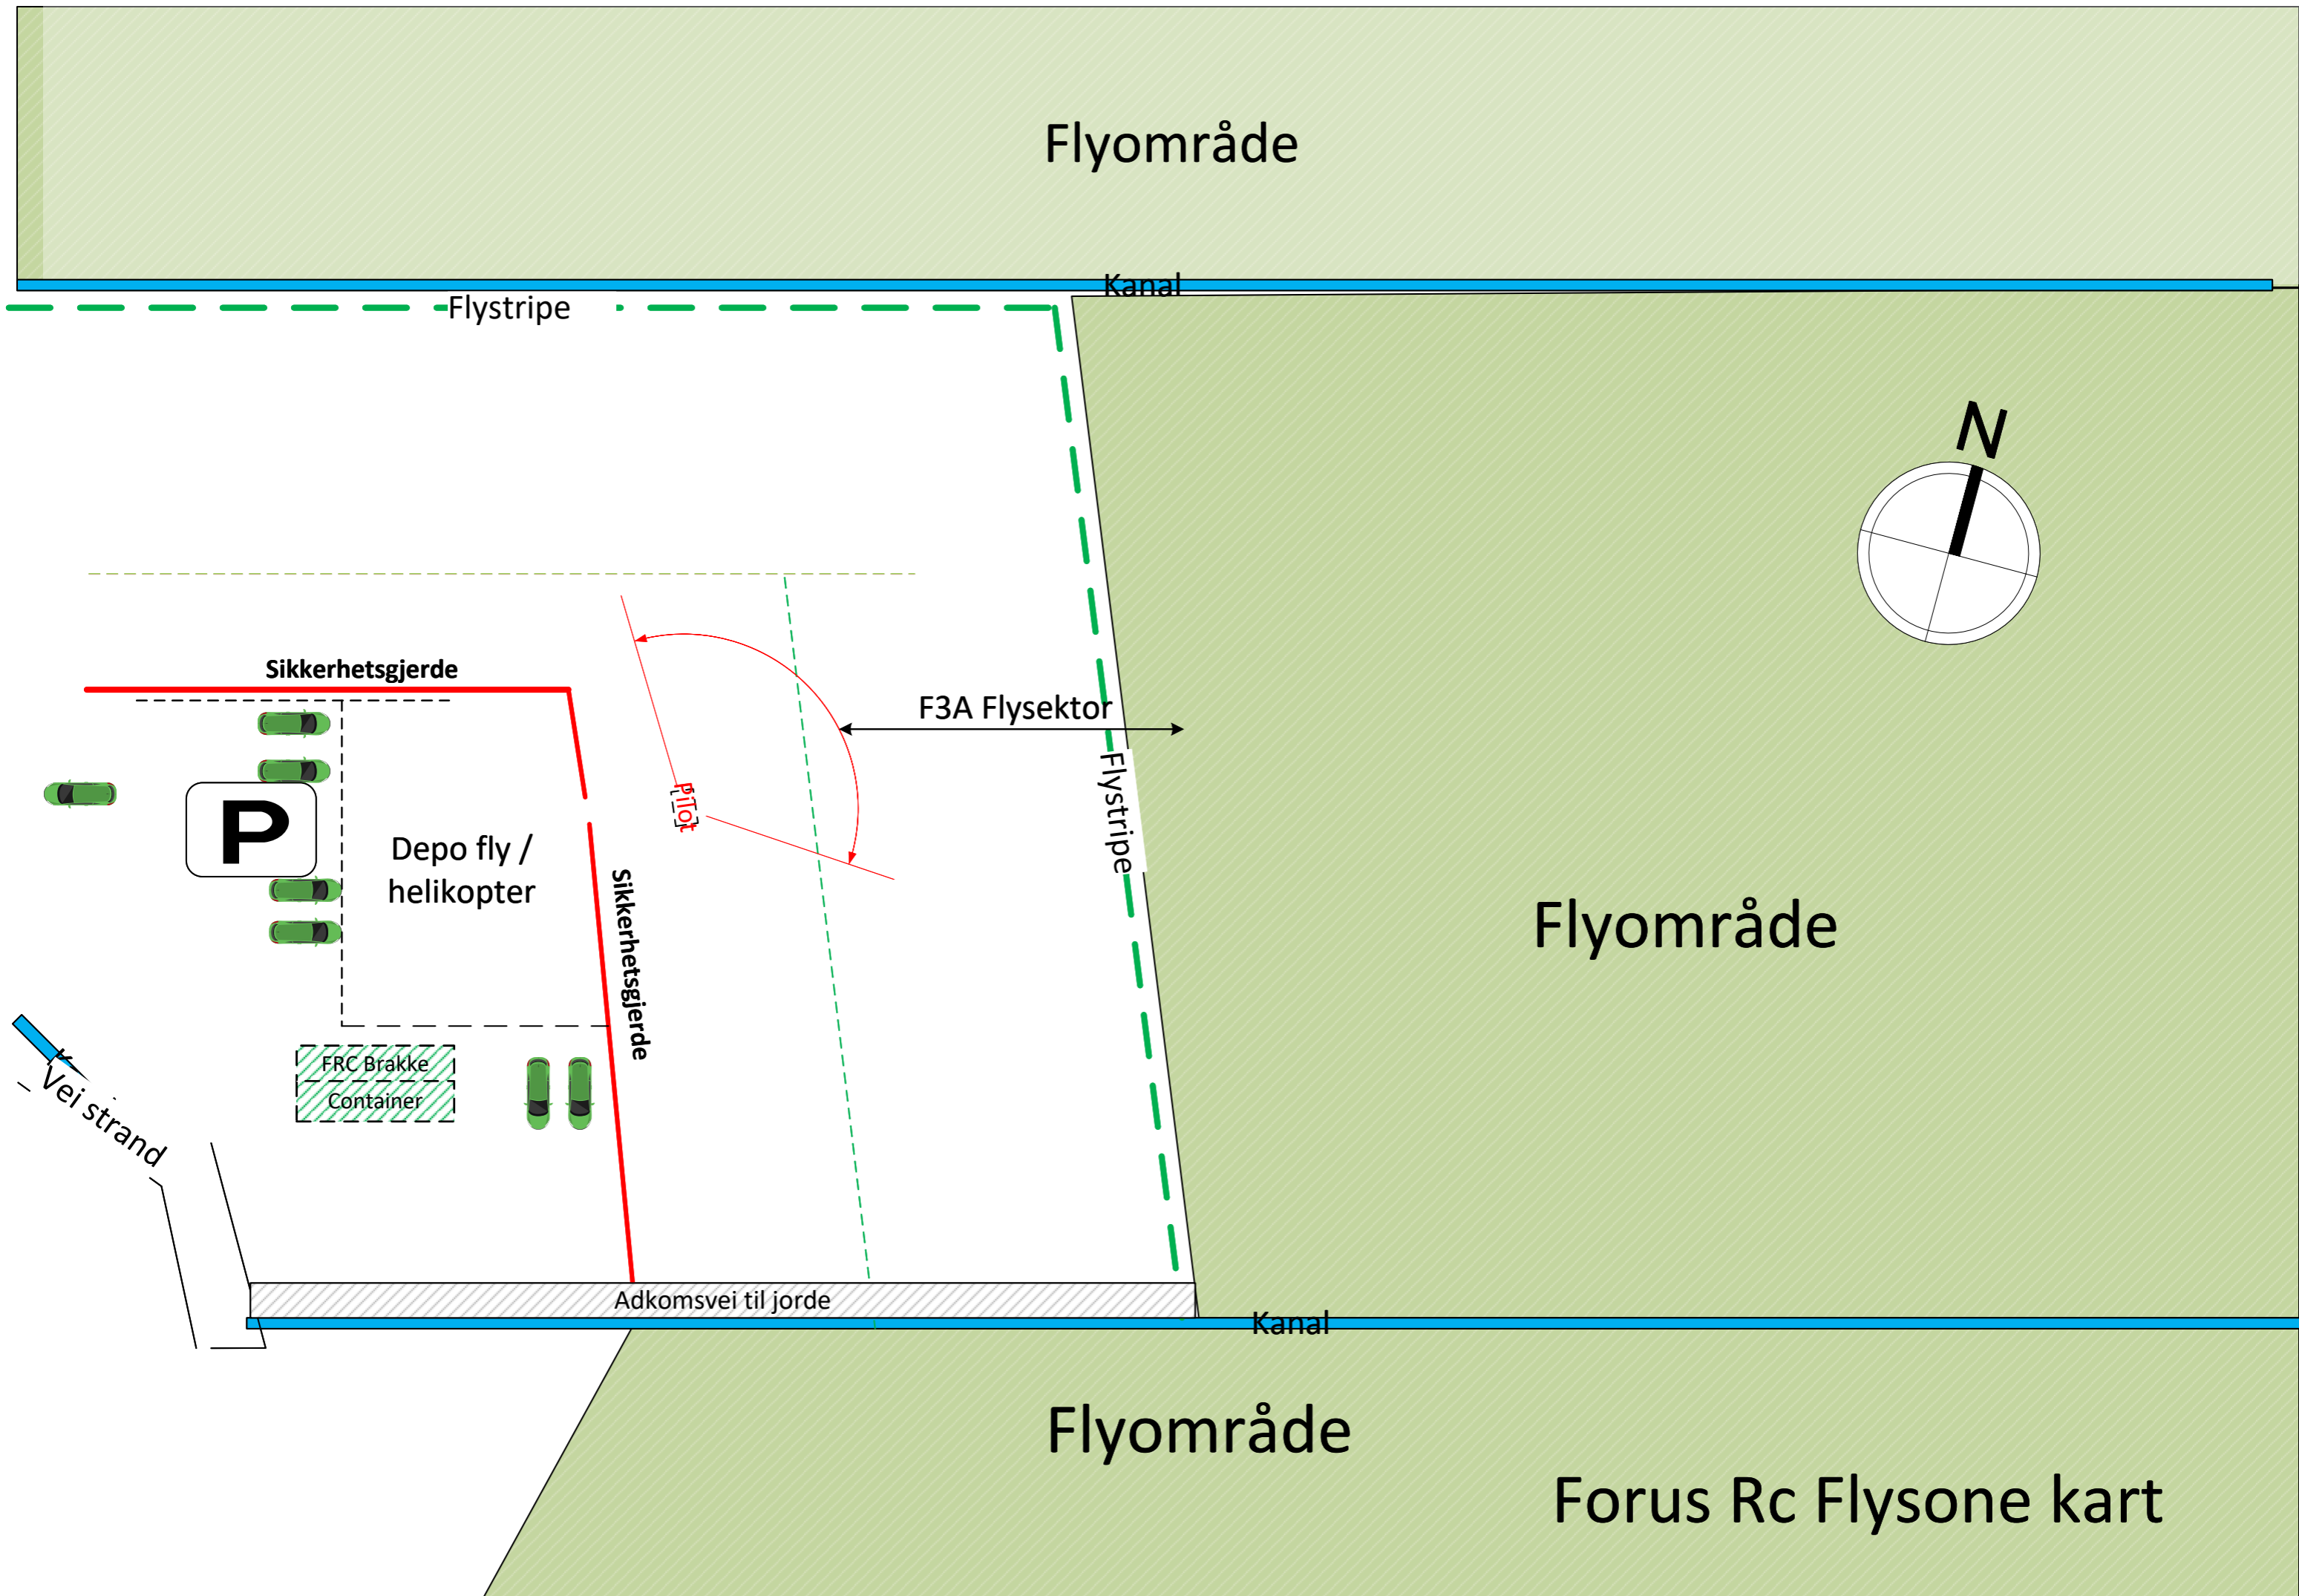 Flyområde
Kanal
Flystripe
N
Sikkerhetsgjerde
F3A Flysektor
Pilot
Flystripe
P
Depo fly /
helikopter
Sikkerhetsgjerde
Flyområde
FRC Brakke
Container
Vei strand
Adkomsvei til jorde
Kanal
Flyområde
Forus Rc Flysone kart